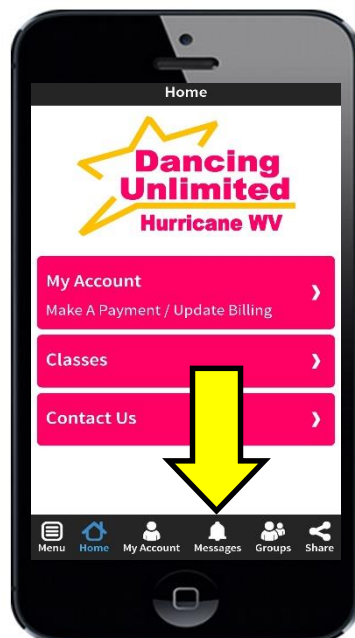 Home
Dancing
Unlimited
Hurricane WV
My Account
Make A Payment / Update Billing
Classes
Contact Us
Menu Home My Account Messages Groups Share